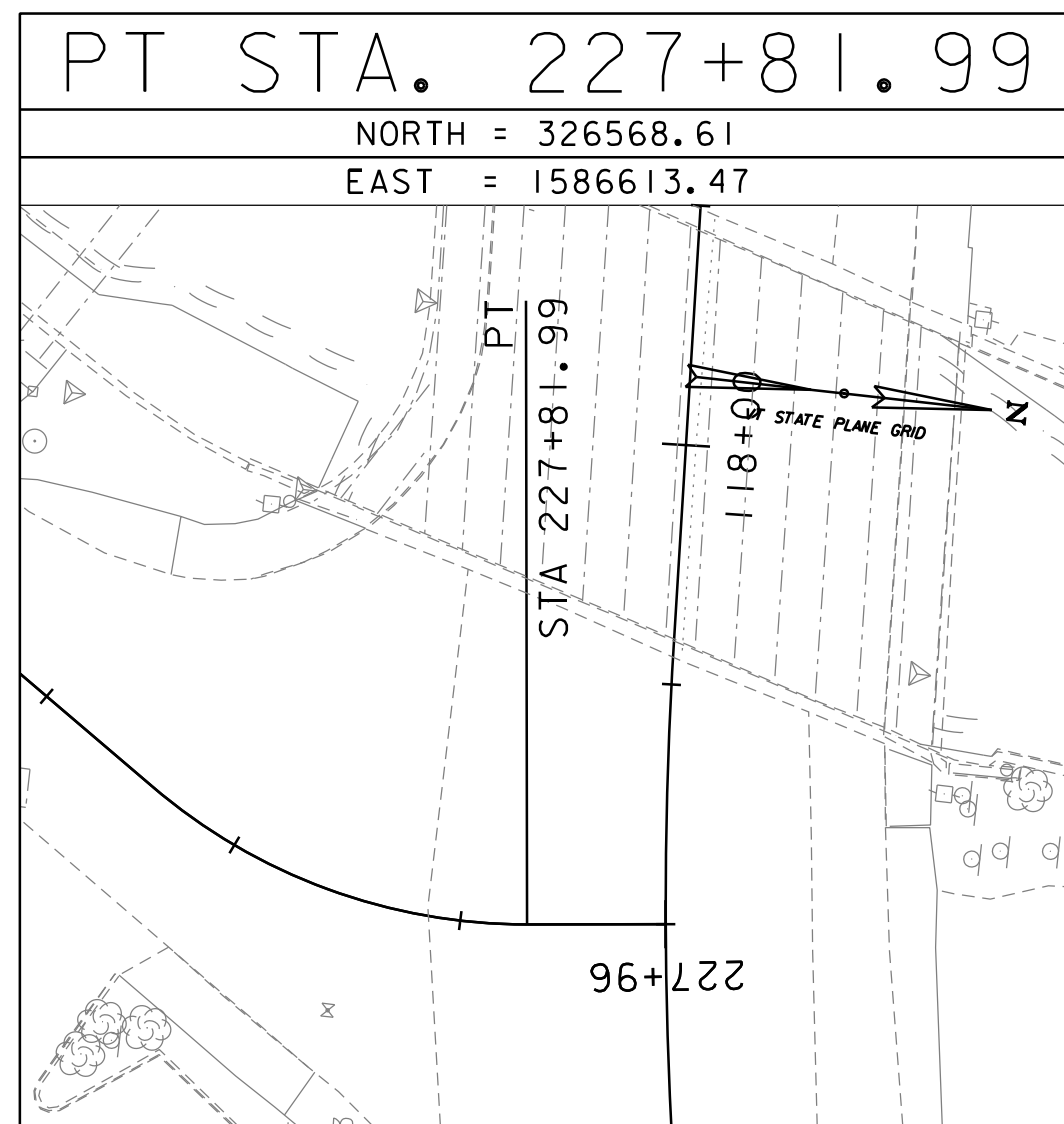 PT STA. 227+81.99
NORTH = 326568.61
EAST = 1586613.47
PT
STA 227+81.99
118+00
VT STATE PLANE GRID
N
227+96